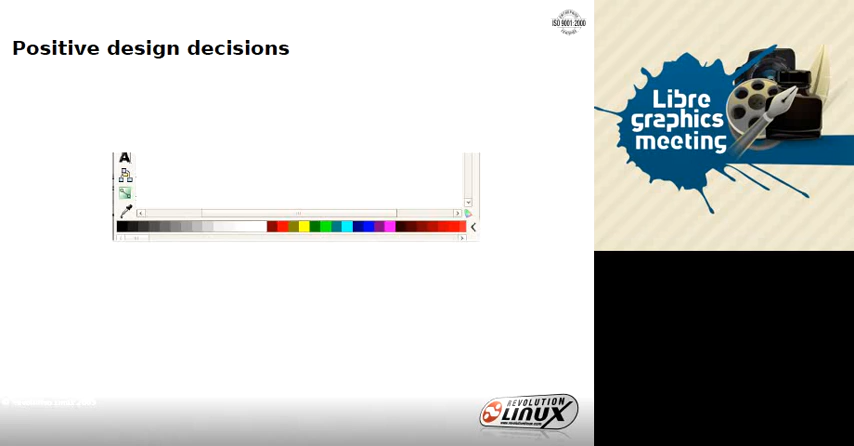 ISO 9001:2000
Positive design decisions
Libre
graphics
meeting
A
REVOLUTION
LINUX